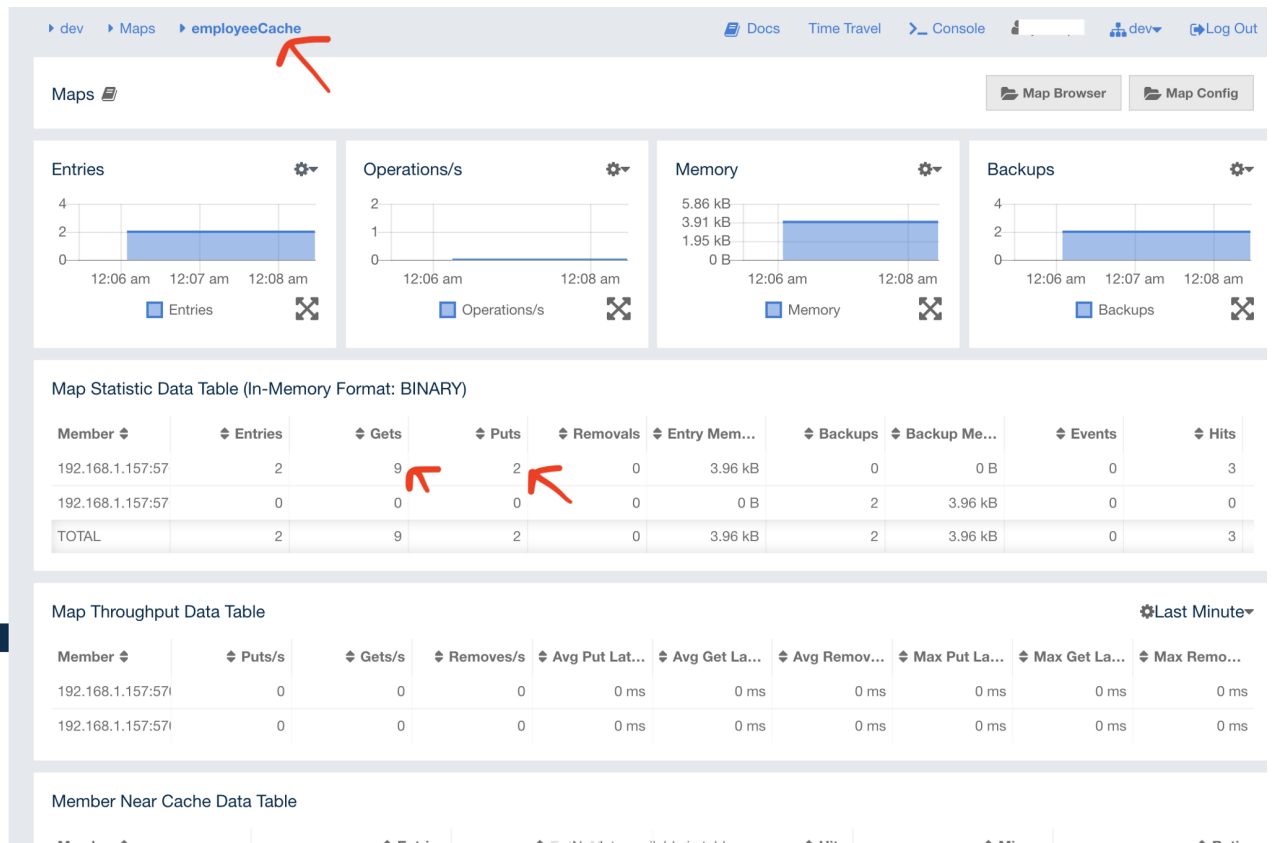 dev Maps employeeCache Docs Time Travel Console dev Log Out
Maps Map Browser Map Config
Entries Operations/s Memory Backups
4 2 5.86 kB 4
3.91 kB
2 1 2
1.95 kB
0 0 0 B 0
12:06 am 12:07 am 12:08 am 12:06 am 12:08 am 12:06 am 12:08 am 12:06 am 12:07 am 12:08 am
Entries Operations/s Memory Backups
Map Statistic Data Table (In-Memory Format: BINARY)
Member Entries Gets Puts Removals Entry Mem... Backups Backup Me... Events Hits
192.168.1.157:57 2 9 2 0 3.96 kB 0 0 B 0 3
192.168.1.157:57 0 0 0 0 0 B 2 3.96 kB 0 0
TOTAL 2 9 2 0 3.96 kB 2 3.96 kB 0 3
Map Throughput Data Table Last Minute
Member Puts/s Gets/s Removes/s Avg Put Lat... Avg Get La... Avg Remov... Max Put La... Max Get La... Max Remo...
192.168.1.157:57 0 0 0 0 ms 0 ms 0 ms 0 ms 0 ms 0 ms
192.168.1.157:57 0 0 0 0 ms 0 ms 0 ms 0 ms 0 ms 0 ms
Member Near Cache Data Table